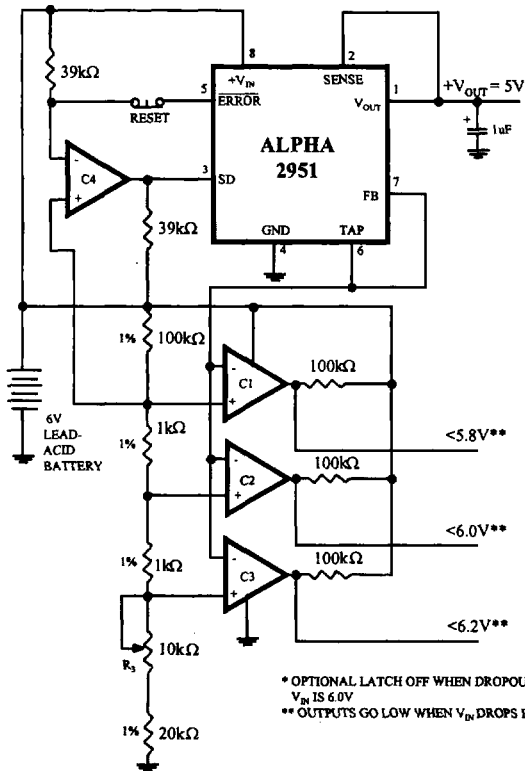 39kΩ
RESET
8
+VIN
2
SENSE
5
ERROR
1
VOUT
+VOUT = 5V
+
1uF
ALPHA
2951
3
SD
7
FB
GND
4
TAP
6
-
C4
+
39kΩ
1%
100kΩ
6V
LEAD-
ACID
BATTERY
1%
1kΩ
-
C1
+
100kΩ
<5.8V**
-
C2
+
100kΩ
<6.0V**
1%
1kΩ
-
C3
+
100kΩ
<6.2V**
R3
10kΩ
1%
20kΩ
* OPTIONAL LATCH OFF WHEN DROPOU
VIN IS 6.0V
** OUTPUTS GO LOW WHEN VIN DROPS